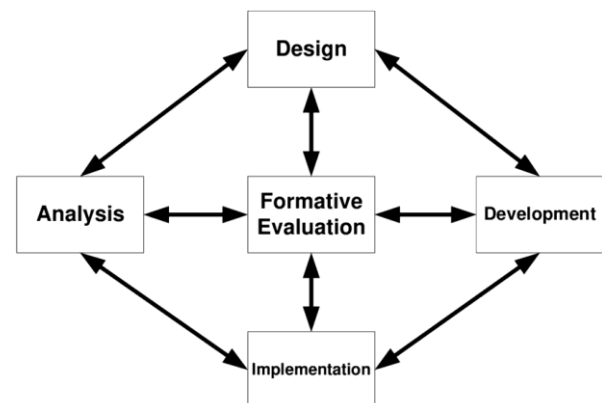 Design
Analysis
Formative
Evaluation
Development
Implementation